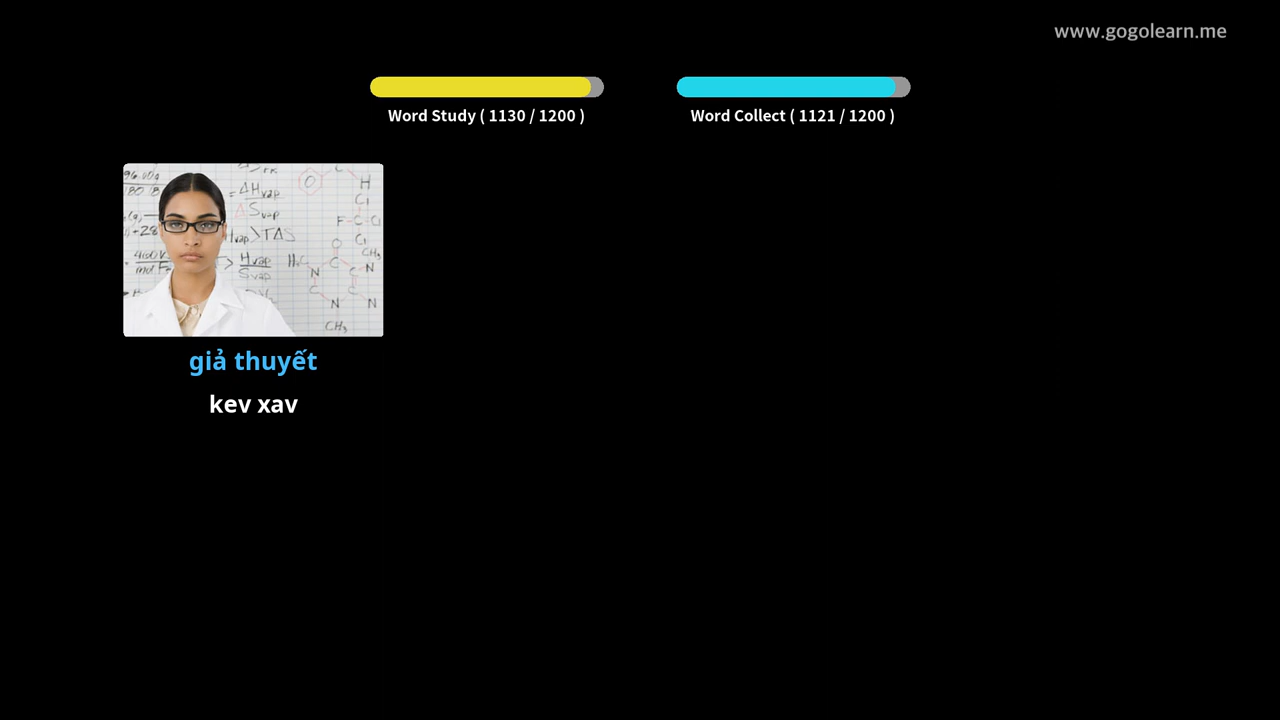 www.gogolearn.me
Word Study ( 1130 / 1200 )
Word Collect ( 1121 / 1200 )
giả thuyết
kev xav